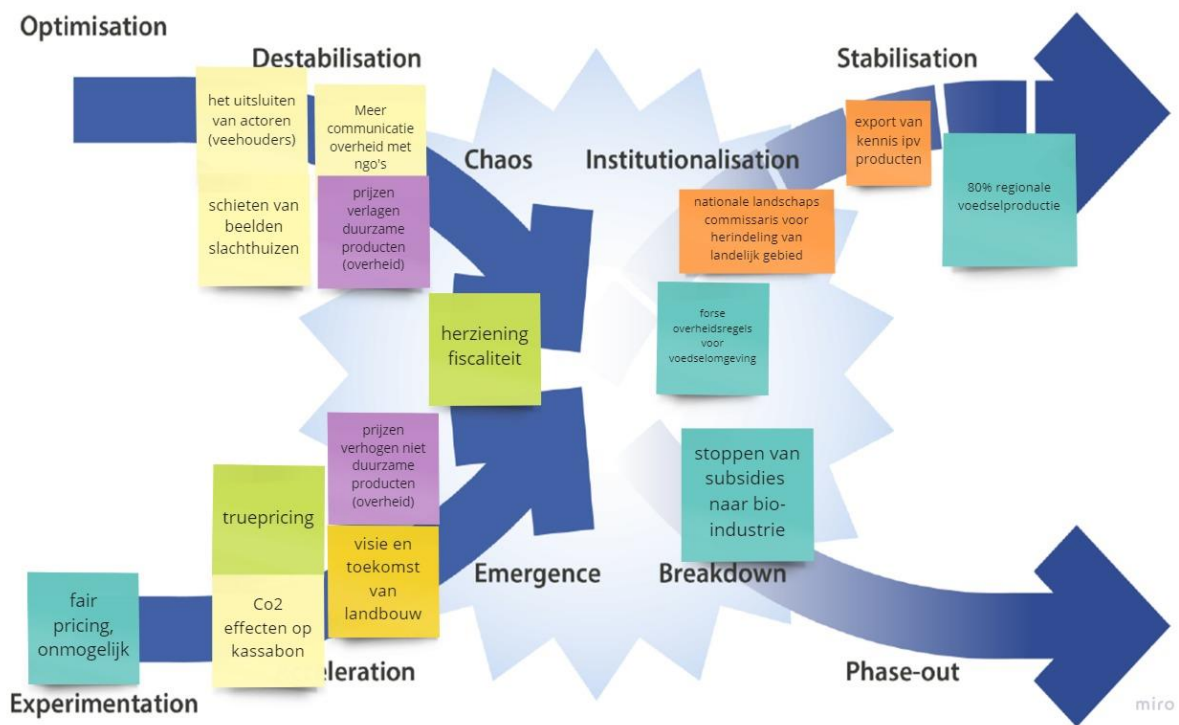 Optimisation
Destabilisation
Stabilisation
het uitsluiten
van actoren
(veehouders)
Meer
communicatie
overheid met
ngo's
Chaos
Institutionalisation
export van
kennis ipv
producten
80% regionale
voedselproductie
schieten van
beelden
slachthuizen
prijzen
verlagen
duurzame
producten
(overheid)
nationale landschaps
commissaris voor
herindeling van
landelijk gebied
herziening
fiscaliteit
forse
overheidsregels
voor
voedselomgeving
prijzen
verhogen niet
duurzame
producten
(overheid)
stoppen van
subsidies
naar bio-
industrie
truepricing
visie en
toekomst
van
landbouw
Emergence
Breakdown
fair
pricing,
onmogelijk
Co2
effecten op
kassabon
eleration
Phase-out
Experimentation
miro